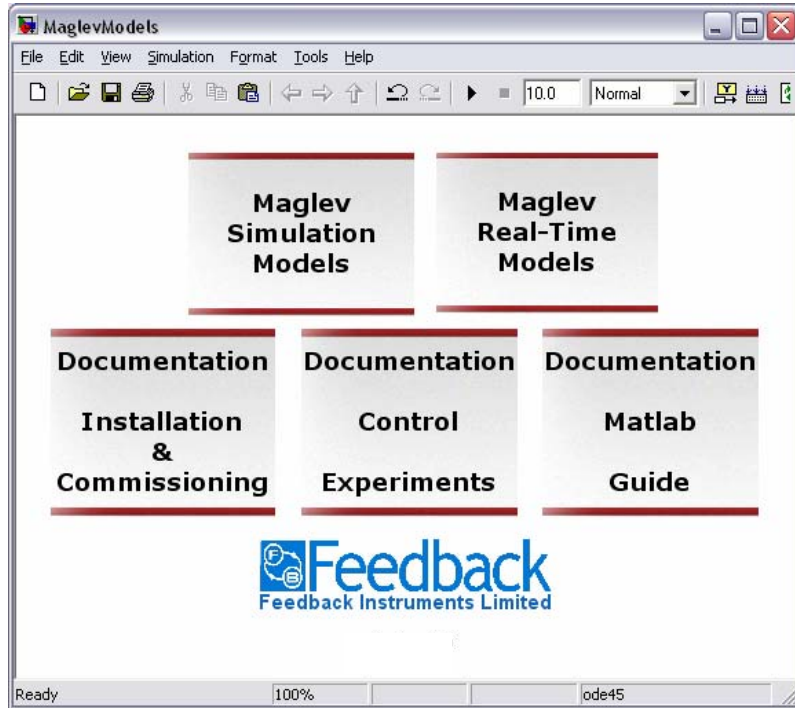 MaglevModels
File Edit View Simulation Format Tools Help
10.0 Normal
Maglev
Simulation
Models
Maglev
Real-Time
Models
Documentation
Installation
&
Commissioning
Documentation
Control
Experiments
Documentation
Matlab
Guide
F
B
Feedback
Feedback Instruments Limited
Ready 100% ode45